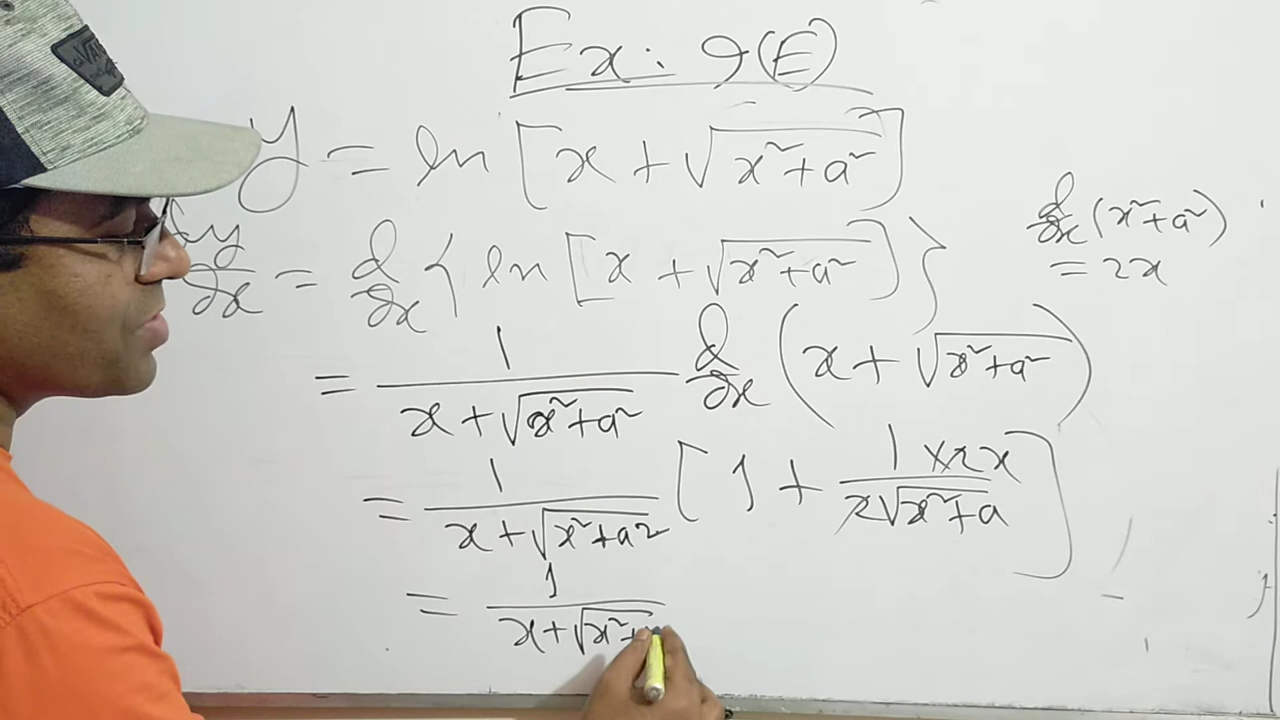 Ex: 9(E)
y = ln [x + √(x²+a²)]
dy/dx = d/dx {ln [x + √(x²+a²)]}
d/dx (x²+a²)
= 2x
= 1/(x+√(x²+a²)) d/dx (x + √(x²+a²))
= 1/(x+√(x²+a²)) [1 + (1×2x)/(2√(x²+a))]
= 1/(x+√(x²+
VANS